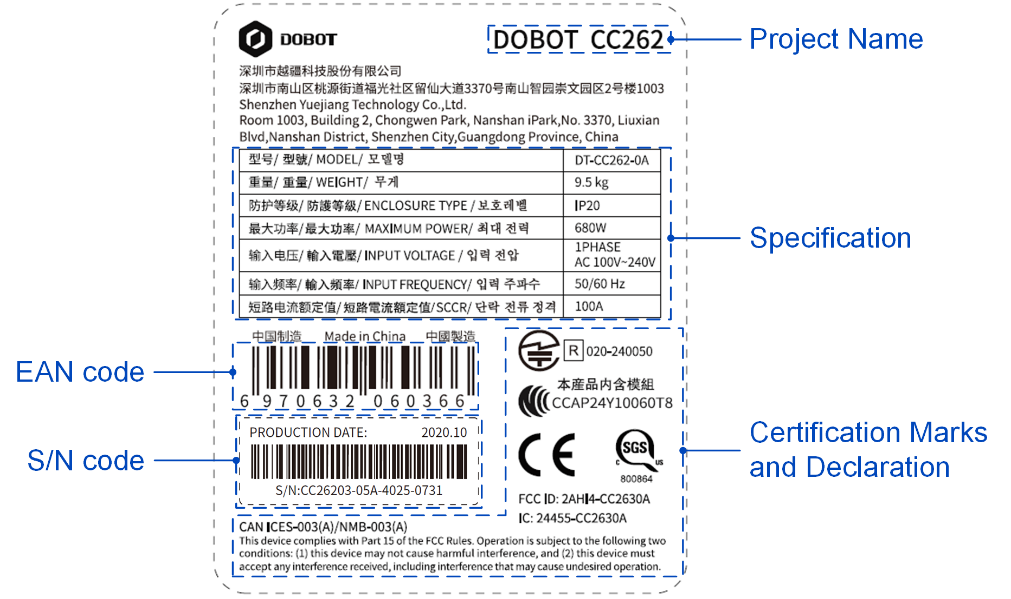 DOBOT
DOBOT CC262
Project Name
深圳市越疆科技股份有限公司
深圳市南山区桃源街道福光社区留仙大道3370号南山智园崇文园区2号楼1003
Shenzhen Yuejiang Technology Co.,Ltd.
Room 1003, Building 2, Chongwen Park, Nanshan iPark,No. 3370, Liuxian
Blvd,Nanshan District, Shenzhen City,Guangdong Province, China
型号/ 型號/ MODEL/ 모델명 DT-CC262-0A
重量/ 重量/ WEIGHT/ 무게 9.5 kg
防护等级/ 防護等級/ ENCLOSURE TYPE / 보호레벨 IP20
最大功率/最大功率/ MAXIMUM POWER/ 최대 전력 680W
输入电压/ 輸入電壓/ INPUT VOLTAGE / 입력 전압 1PHASE
AC 100V~240V
输入频率/ 輸入頻率/ INPUT FREQUENCY/ 입력 주파수 50/60 Hz
短路电流额定值/ 短路電流額定值/ SCCR/ 단락 전류 정격 100A
Specification
中国制造 Made in China 中國製造
EAN code
6 970632 060366
S/N code
PRODUCTION DATE: 2020.10
S/N:CC26203-05A-4025-0731
R 020-240050
本產品內含模組
CCAP24Y10060T8
CE
SGS
C US
800864
FCC ID: 2AHI4-CC2630A
IC: 24455-CC2630A
Certification Marks
and Declaration
CAN ICES-003(A)/NMB-003(A)
This device complies with Part 15 of the FCC Rules. Operation is subject to the following two
conditions: (1) this device may not cause harmful interference, and (2) this device must
accept any interference received, including interference that may cause undesired operation.